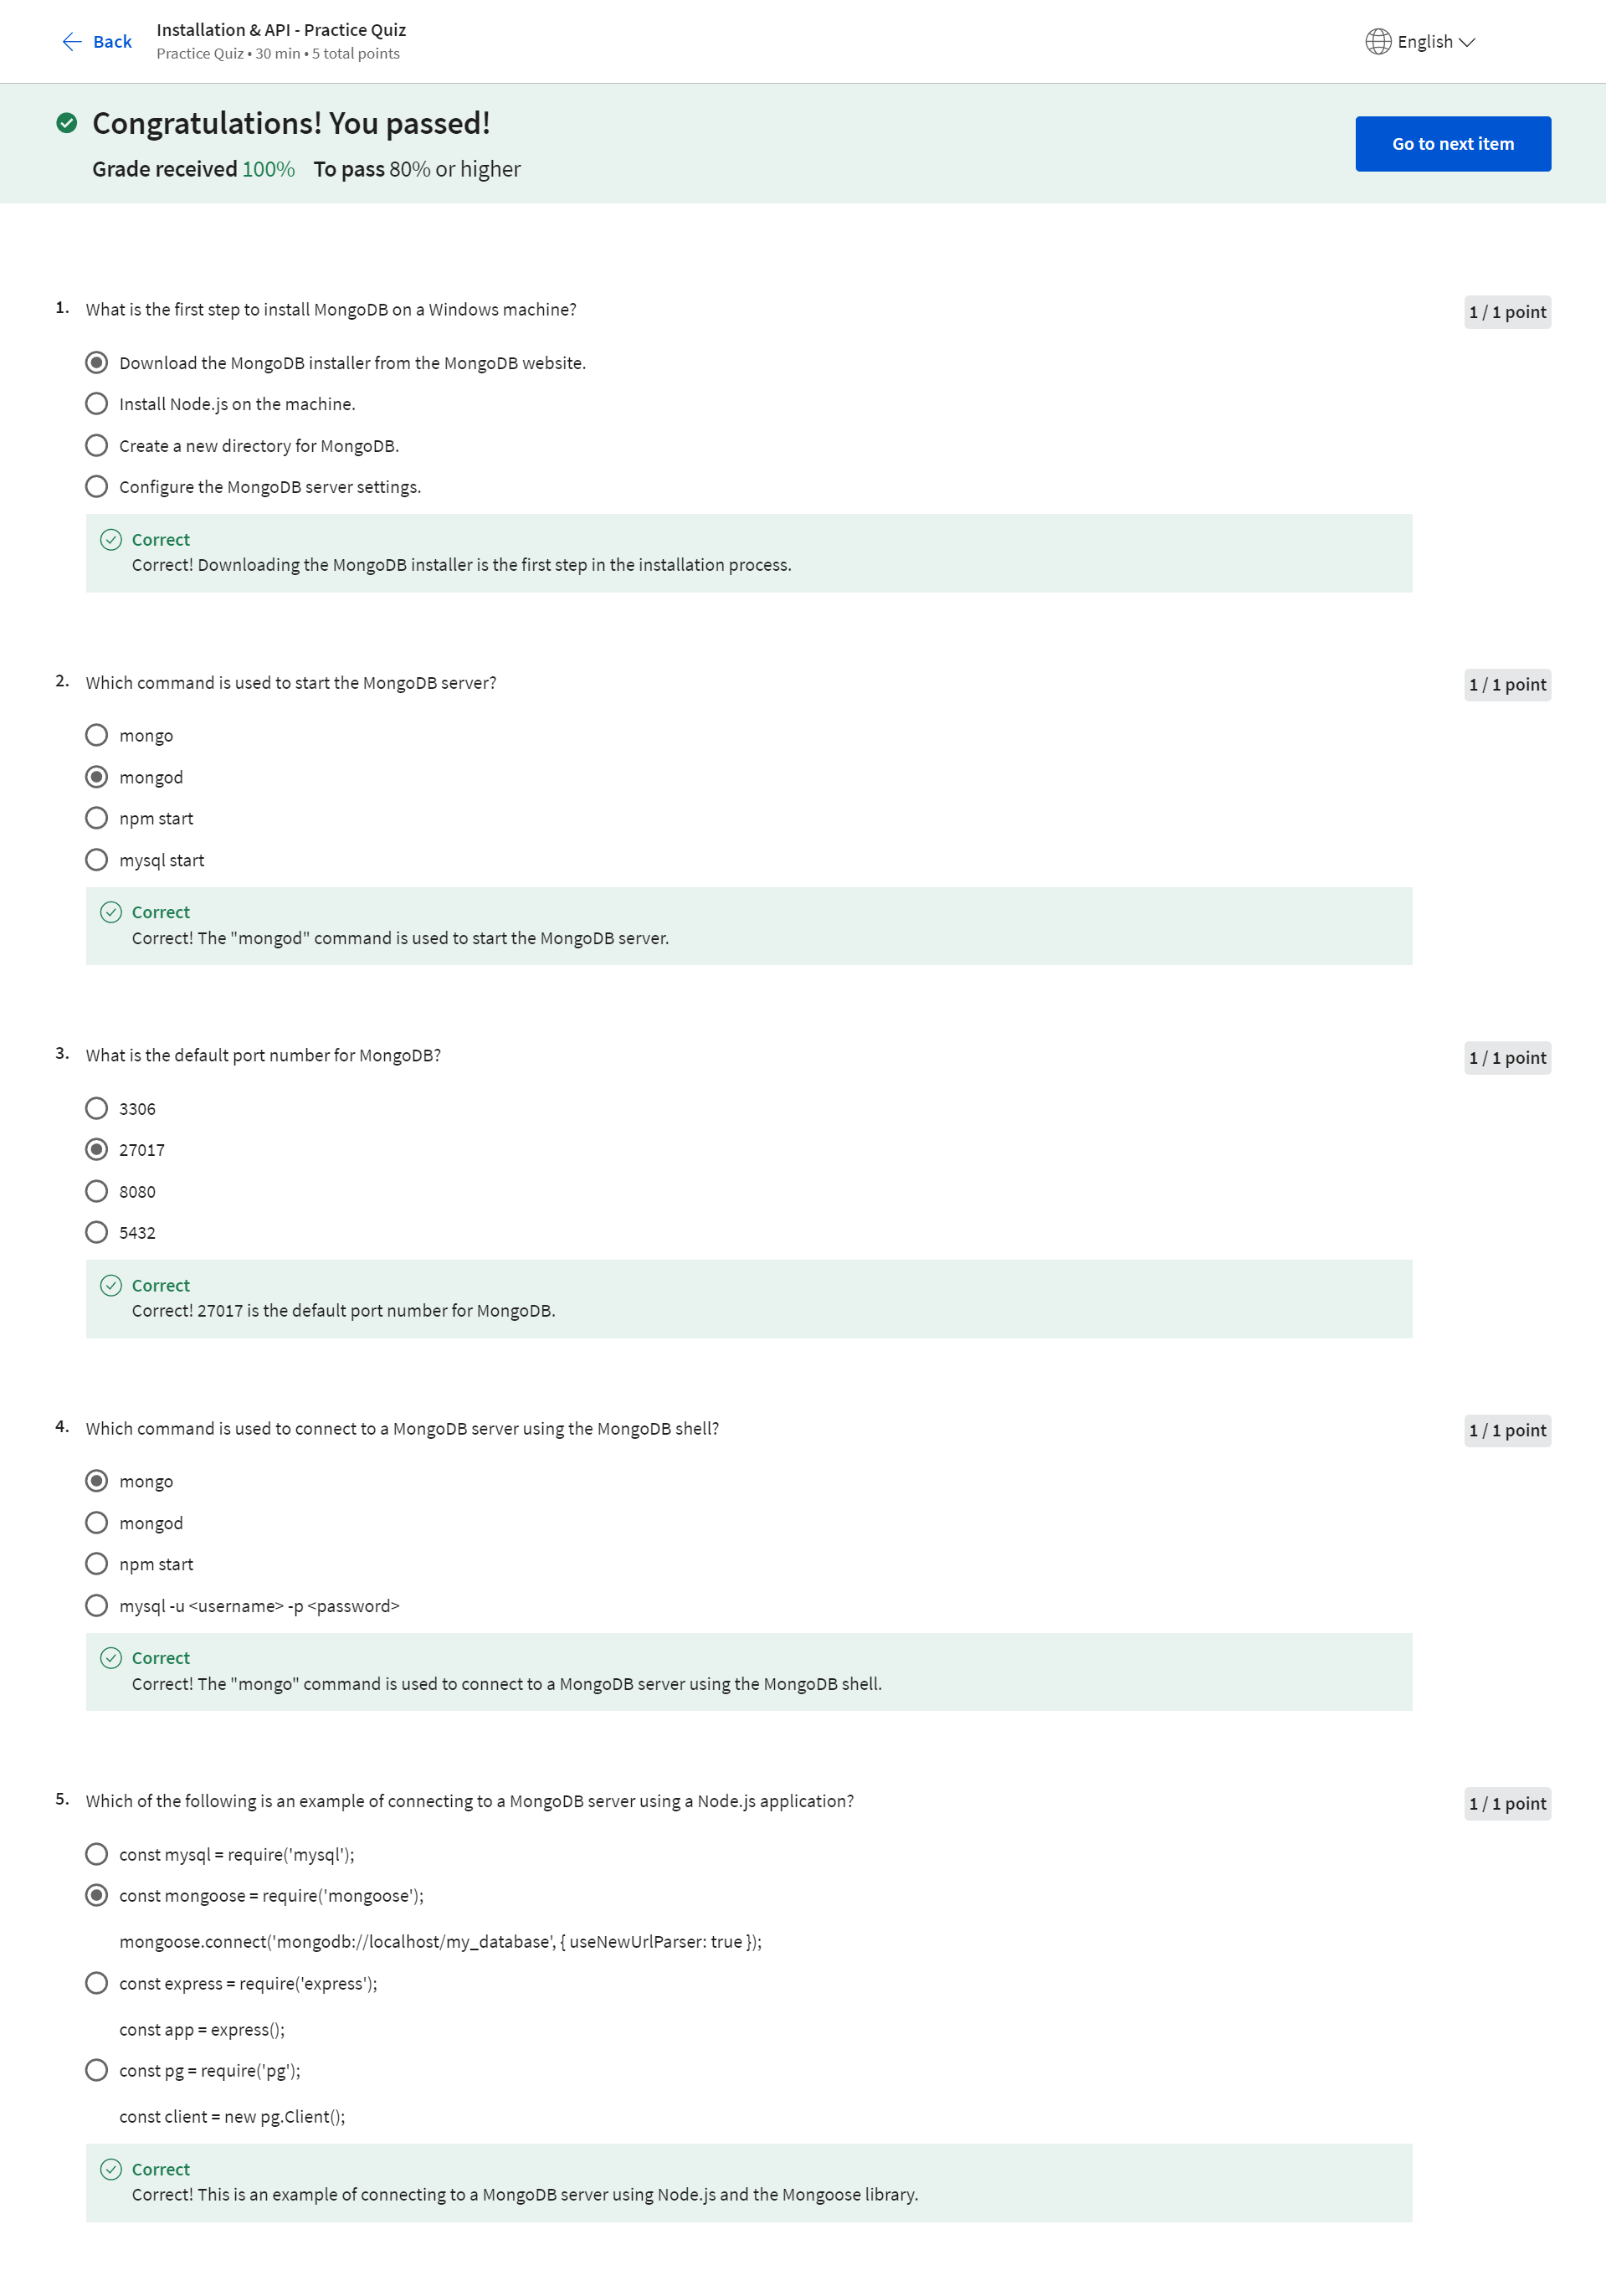 Back
Installation & API - Practice Quiz
Practice Quiz • 30 min • 5 total points
English
Congratulations! You passed!
Grade received 100% To pass 80% or higher
Go to next item
1. What is the first step to install MongoDB on a Windows machine?
1 / 1 point
Download the MongoDB installer from the MongoDB website.
Install Node.js on the machine.
Create a new directory for MongoDB.
Configure the MongoDB server settings.
Correct
Correct! Downloading the MongoDB installer is the first step in the installation process.
2. Which command is used to start the MongoDB server?
1 / 1 point
mongo
mongod
npm start
mysql start
Correct
Correct! The "mongod" command is used to start the MongoDB server.
3. What is the default port number for MongoDB?
1 / 1 point
3306
27017
8080
5432
Correct
Correct! 27017 is the default port number for MongoDB.
4. Which command is used to connect to a MongoDB server using the MongoDB shell?
1 / 1 point
mongo
mongod
npm start
mysql -u <username> -p <password>
Correct
Correct! The "mongo" command is used to connect to a MongoDB server using the MongoDB shell.
5. Which of the following is an example of connecting to a MongoDB server using a Node.js application?
1 / 1 point
const mysql = require('mysql');
const mongoose = require('mongoose');
mongoose.connect('mongodb://localhost/my_database', { useNewUrlParser: true });
const express = require('express');
const app = express();
const pg = require('pg');
const client = new pg.Client();
Correct
Correct! This is an example of connecting to a MongoDB server using Node.js and the Mongoose library.